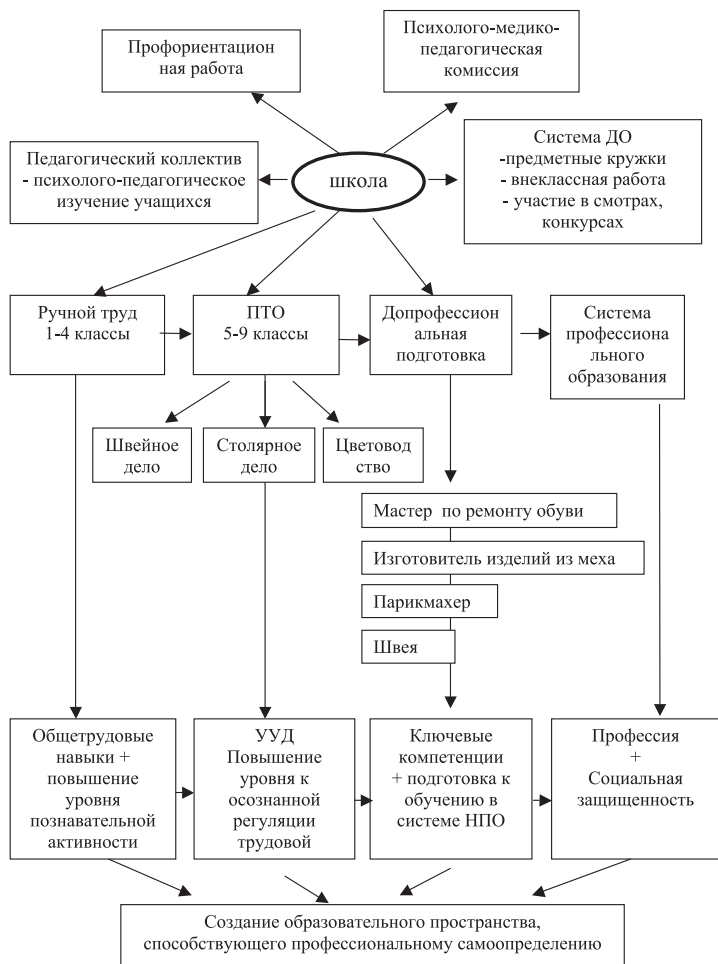 Профориентацион
ная работа
Психолого-медико-
педагогическая
комиссия
Педагогический коллектив
- психолого-педагогическое
изучение учащихся
школа
Система ДО
-предметные кружки
- внеклассная работа
- участие в смотрах,
конкурсах
Ручной труд
1-4 классы
ПТО
5-9 классы
Допрофессион
альная
подготовка
Система
профессиона
льного
образования
Швейное
дело
Столярное
дело
Цветовод
ство
Мастер по ремонту обуви
Изготовитель изделий из меха
Парикмахер
Швея
Общетрудовые
навыки +
повышение
уровня
познавательной
активности
УУД
Повышение
уровня к
осознанной
регуляции
трудовой
Ключевые
компетенции
+ подготовка к
обучению в
системе НПО
Профессия
+
Социальная
защищенность
Создание образовательного пространства,
способствующего профессиональному самоопределению